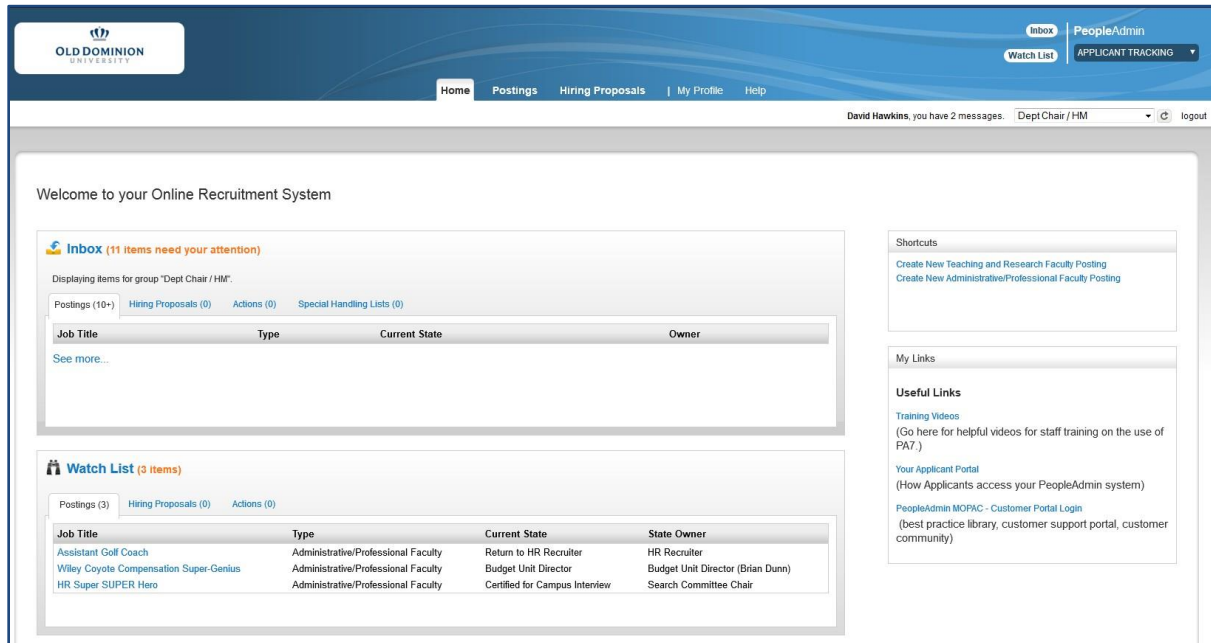 OLD DOMINION
UNIVERSITY
Inbox
PeopleAdmin
Watch List
APPLICANT TRACKING
Home Postings Hiring Proposals | My Profile Help
David Hawkins, you have 2 messages. Dept Chair / HM logout
Welcome to your Online Recruitment System
Inbox (11 items need your attention)
Displaying items for group "Dept Chair / HM".
Postings (10+) Hiring Proposals (0) Actions (0) Special Handling Lists (0)
Job Title Type Current State Owner
See more...
Watch List (3 items)
Postings (3) Hiring Proposals (0) Actions (0)
Job Title Type Current State State Owner
Assistant Golf Coach Administrative/Professional Faculty Return to HR Recruiter HR Recruiter
Wiley Coyote Compensation Super-Genius Administrative/Professional Faculty Budget Unit Director Budget Unit Director (Brian Dunn)
HR Super SUPER Hero Administrative/Professional Faculty Certified for Campus Interview Search Committee Chair
Shortcuts
Create New Teaching and Research Faculty Posting
Create New Administrative/Professional Faculty Posting
My Links
Useful Links
Training Videos
(Go here for helpful videos for staff training on the use of
PA7.)
Your Applicant Portal
(How Applicants access your PeopleAdmin system)
PeopleAdmin MOPAC - Customer Portal Login
(best practice library, customer support portal, customer
community)